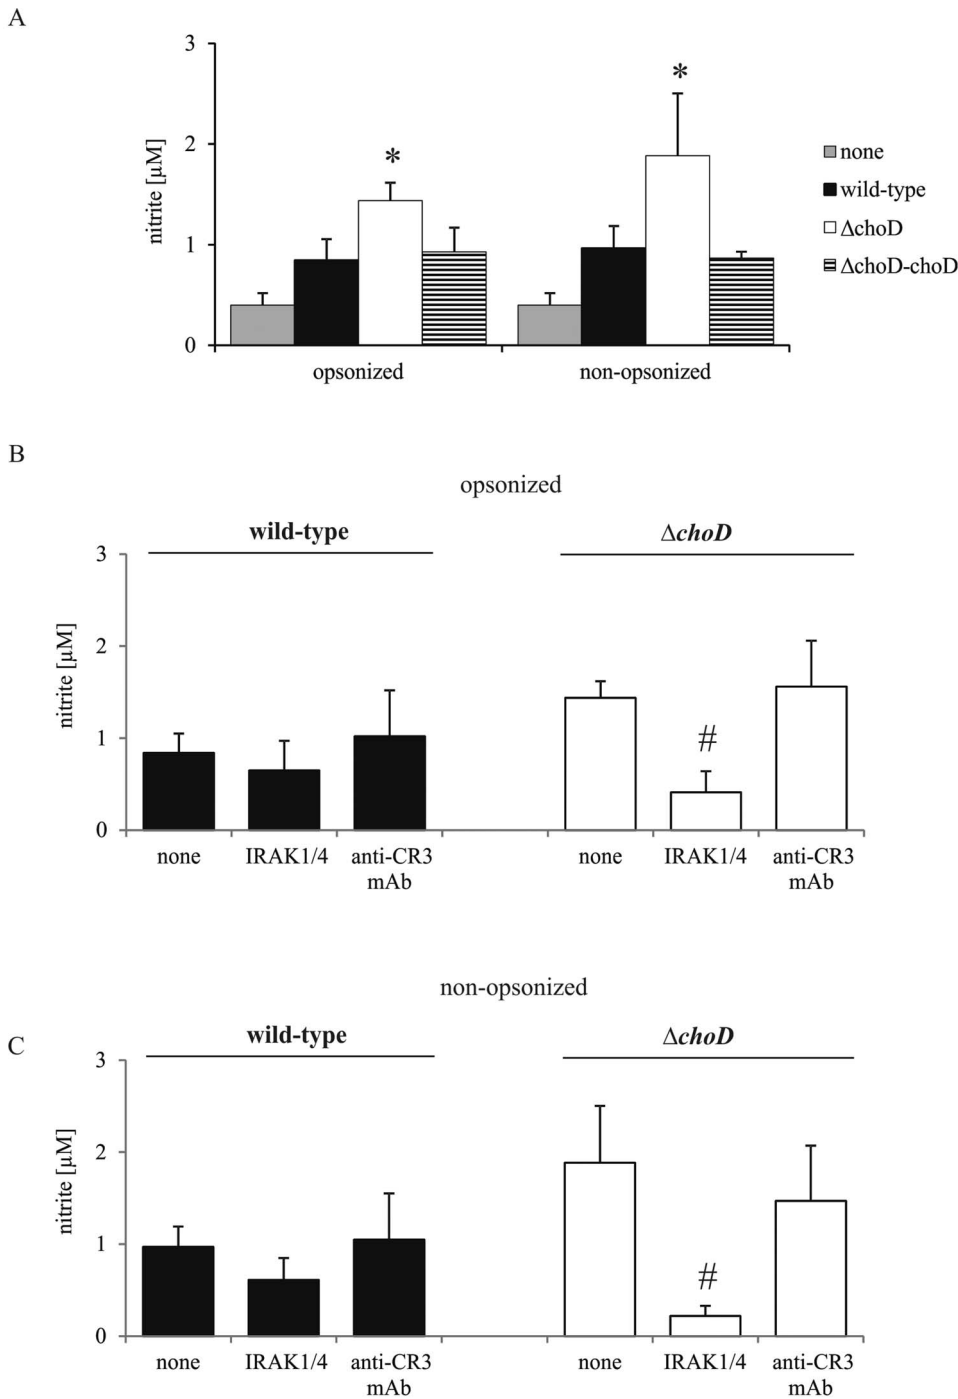 A
3
2
1
0
nitrite [µM]
*
*
opsonized
non-opsonized
none
wild-type
ΔchoD
ΔchoD-choD
B
opsonized
wild-type
ΔchoD
3
2
1
0
nitrite [µM]
#
none
IRAK1/4
anti-CR3
mAb
none
IRAK1/4
anti-CR3
mAb
non-opsonized
C
wild-type
ΔchoD
3
2
1
0
nitrite [µM]
#
none
IRAK1/4
anti-CR3
mAb
none
IRAK1/4
anti-CR3
mAb